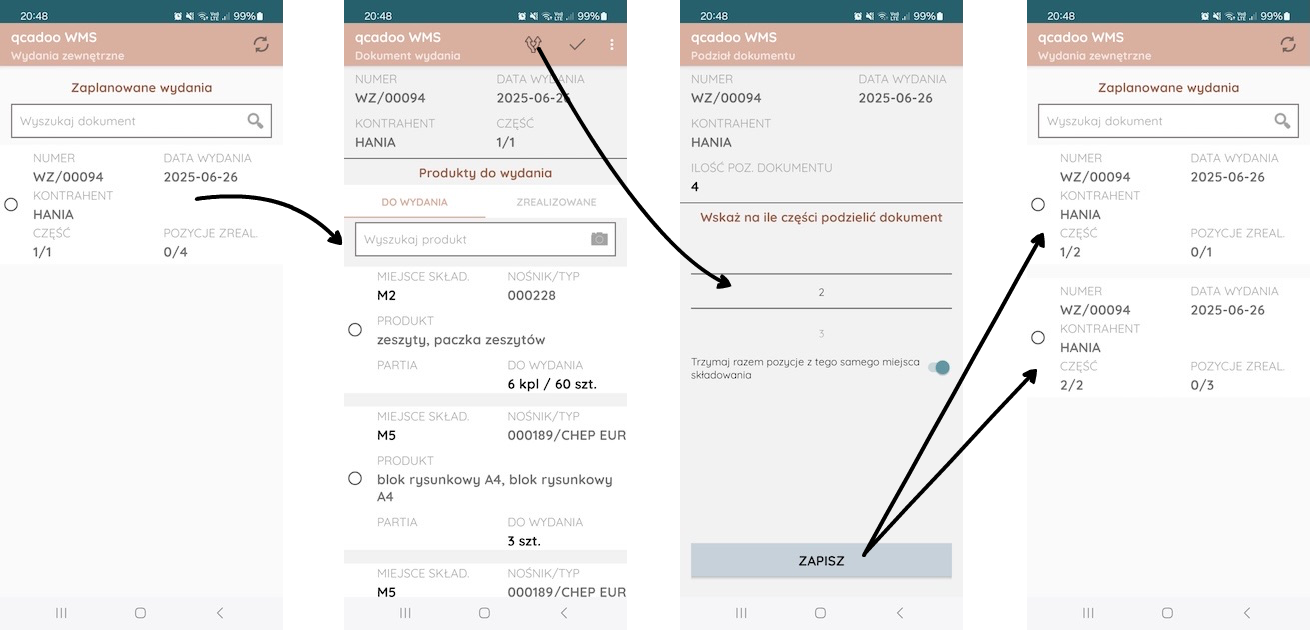 20:48
99%
qcadoo WMS
Wydania zewnętrzne
Zaplanowane wydania
Wyszukaj dokument
NUMER DATA WYDANIA
WZ/00094 2025-06-26
KONTRAHENT
HANIA
CZĘŚĆ POZYCJE ZREAL.
1/1 0/4
20:48
99%
qcadoo WMS
Dokument wydania
NUMER DATA WYDANIA
WZ/00094 2025-06-26
KONTRAHENT CZĘŚĆ
HANIA 1/1
Produkty do wydania
DO WYDANIA ZREALIZOWANE
Wyszukaj produkt
MIEJSCE SKŁAD. NOŚNIK/TYP
M2 000228
PRODUKT
zeszyty, paczka zeszytów
PARTIA DO WYDANIA
6 kpl / 60 szt.
MIEJSCE SKŁAD. NOŚNIK/TYP
M5 000189/CHEP EUR
PRODUKT
blok rysunkowy A4, blok rysunkowy
A4
PARTIA DO WYDANIA
3 szt.
MIEJSCE SKŁAD. NOŚNIK/TYP
M5 000189/CHEP EUR
20:48
99%
qcadoo WMS
Podział dokumentu
NUMER DATA WYDANIA
WZ/00094 2025-06-26
KONTRAHENT
HANIA
ILOŚĆ POZ. DOKUMENTU
4
Wskaż na ile części podzielić dokument
2
3
Trzymaj razem pozycje z tego samego miejsca
składowania
ZAPISZ
20:48
99%
qcadoo WMS
Wydania zewnętrzne
Zaplanowane wydania
Wyszukaj dokument
NUMER DATA WYDANIA
WZ/00094 2025-06-26
KONTRAHENT
HANIA
CZĘŚĆ POZYCJE ZREAL.
1/2 0/1
NUMER DATA WYDANIA
WZ/00094 2025-06-26
KONTRAHENT
HANIA
CZĘŚĆ POZYCJE ZREAL.
2/2 0/3